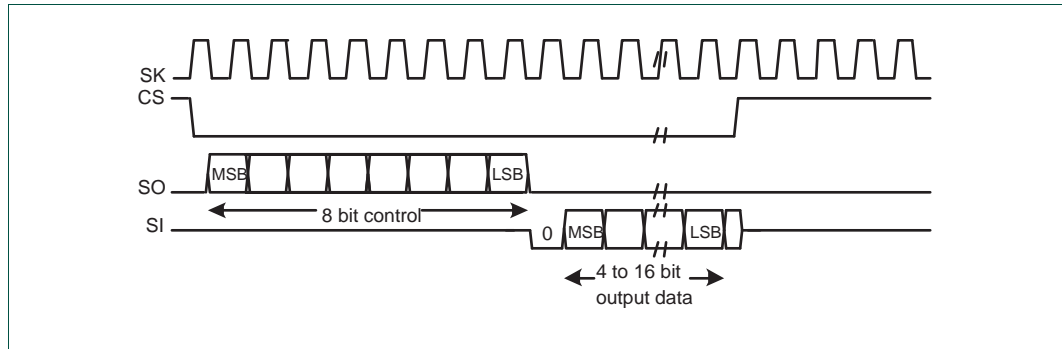 SK
CS
SO
MSB
LSB
8 bit control
SI
0
MSB
LSB
4 to 16 bit
output data